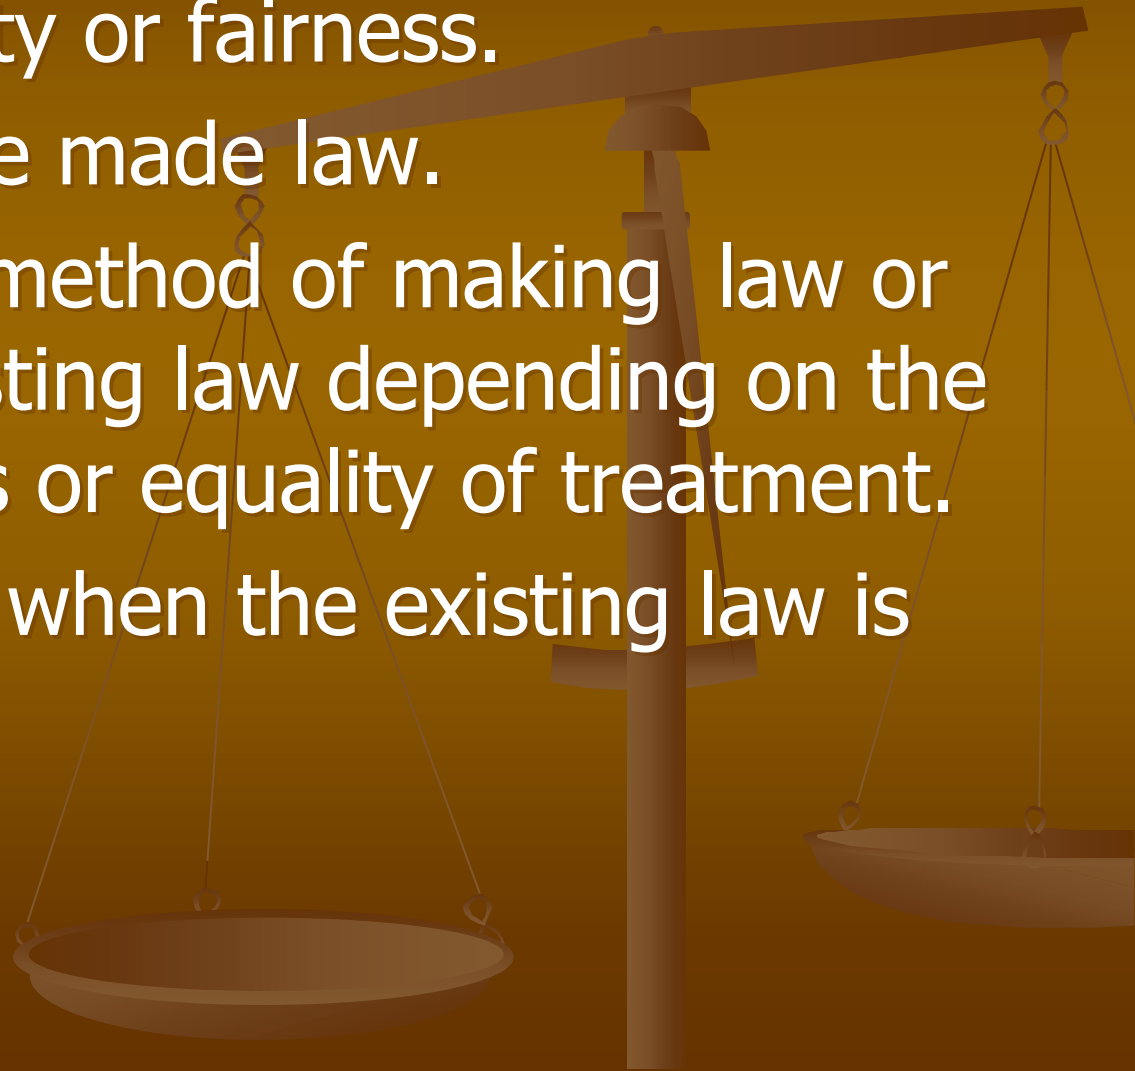 ty or fairness.
e made law.
method of making law or
sting law depending on the
s or equality of treatment.
when the existing law is